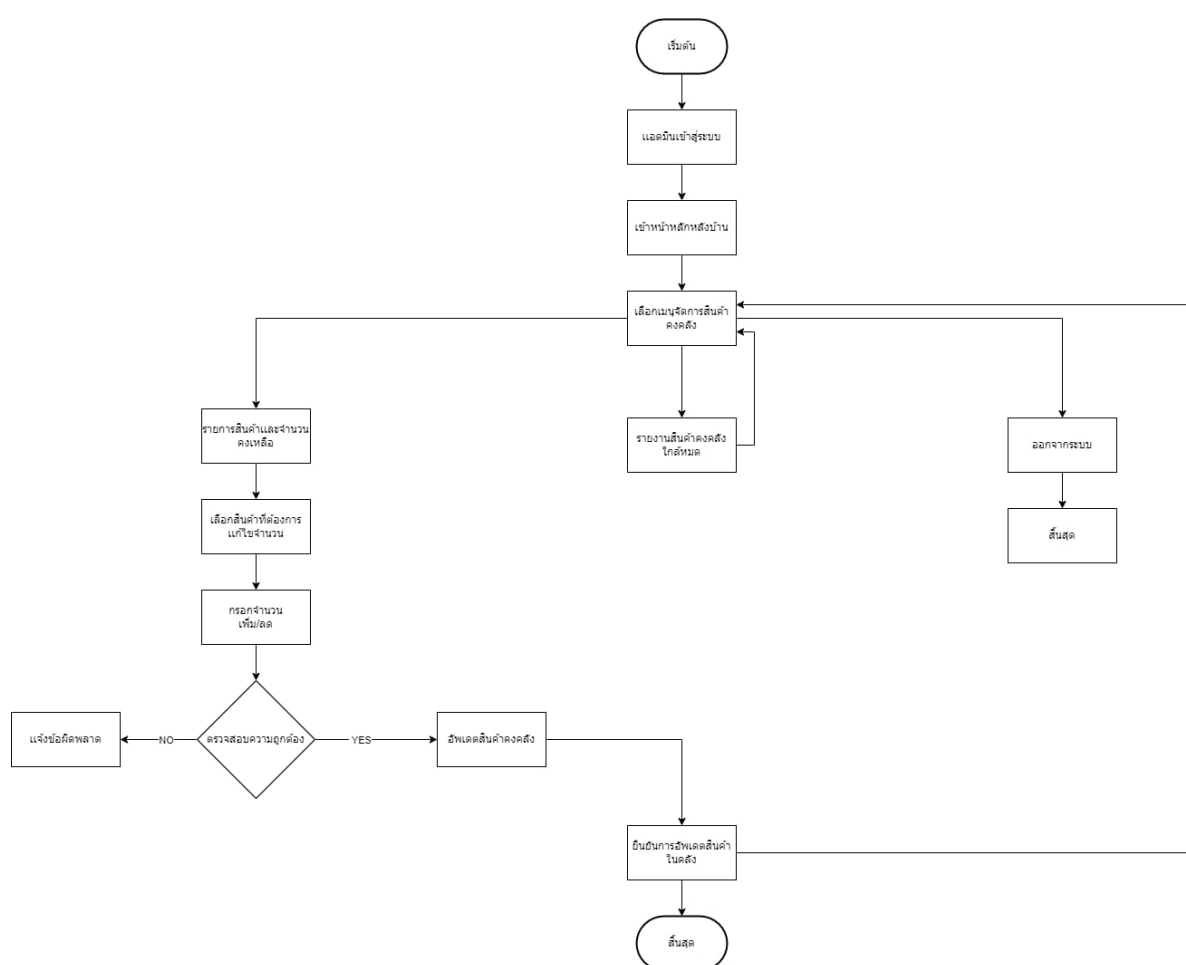 เริ่มต้น
แอดมินเข้าสู่ระบบ
เข้าหน้าหลักหลังบ้าน
เลือกเมนูจัดการสินค้า
คงคลัง
รายการสินค้าและจำนวน
คงเหลือ
รายงานสินค้าคงคลัง
ใกล้หมด
ออกจากระบบ
เลือกสินค้าที่ต้องการ
แก้ไขจำนวน
สิ้นสุด
กรอกจำนวน
เพิ่ม/ลด
แจ้งข้อผิดพลาด
NO
ตรวจสอบความถูกต้อง
YES
อัพเดตสินค้าคงคลัง
ยืนยันการอัพเดตสินค้า
ในคลัง
สิ้นสุด